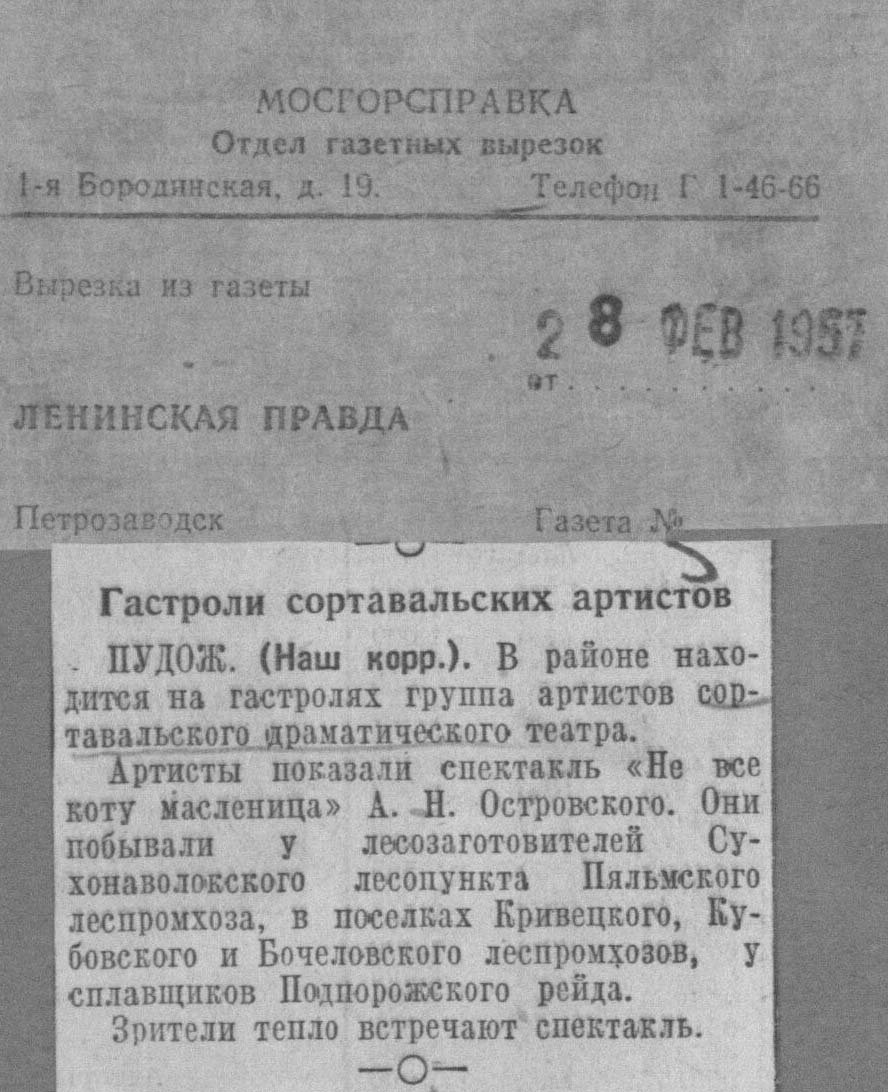 МОСГОРСПРАВКА
Отдел газетных вырезок
1-я Бородинская, д. 19. Телефон Г 1-46-66
Вырезка из газеты
28 ФЕВ 1957
от . . . . . . . . . .
ЛЕНИНСКАЯ ПРАВДА
Петрозаводск Газета №
Гастроли сортавальских артистов
ПУДОЖ. (Наш корр.). В районе нахо-
дится на гастролях группа артистов сор-
тавальского драматического театра.
Артисты показали спектакль «Не все
коту масленица» А. Н. Островского. Они
побывали у лесозаготовителей Су-
хонаволокского лесопункта Пяльмского
леспромхоза, в поселках Кривецкого, Ку-
бовского и Бочеловского леспромхозов, у
сплавщиков Подпорожского рейда.
Зрители тепло встречают спектакль.